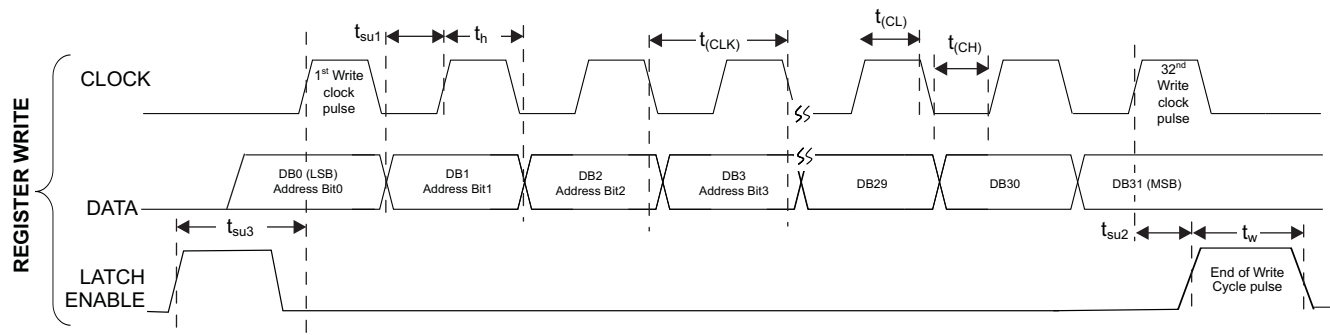 tsu1
th
t(CLK)
t(CL)
t(CH)
REGISTER WRITE
CLOCK
1st Write
clock
pulse
32nd
Write
clock
pulse
DATA
DB0 (LSB)
Address Bit0
DB1
Address Bit1
DB2
Address Bit2
DB3
Address Bit3
DB29
DB30
DB31 (MSB)
tsu3
tsu2
tw
LATCH
ENABLE
End of Write
Cycle pulse